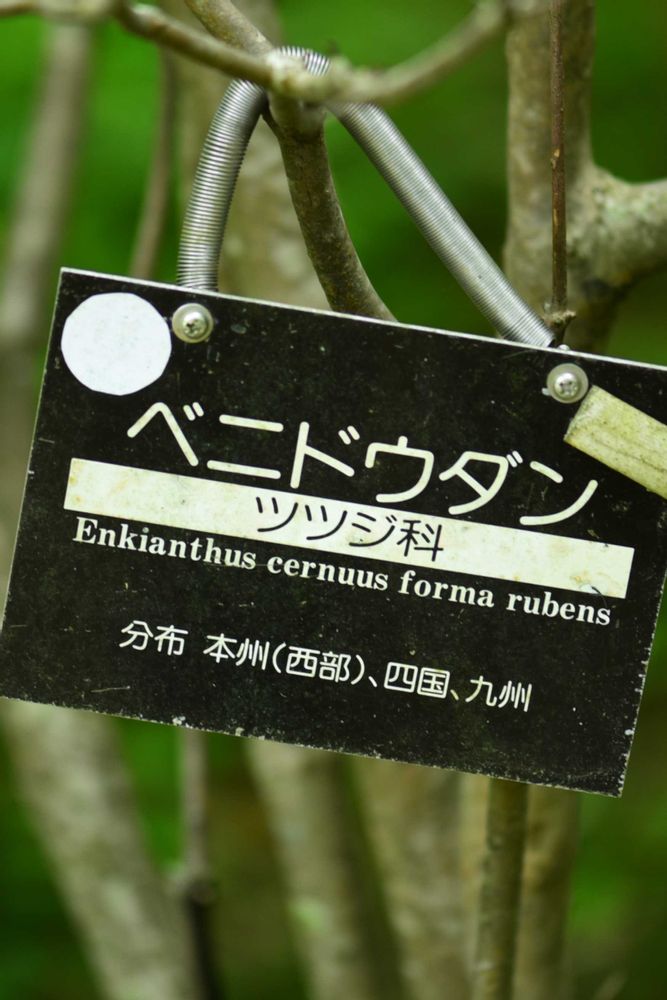 ベニドウダン
ツツジ科
Enkianthus cernuus forma rubens
分布 本州(西部)、四国、九州